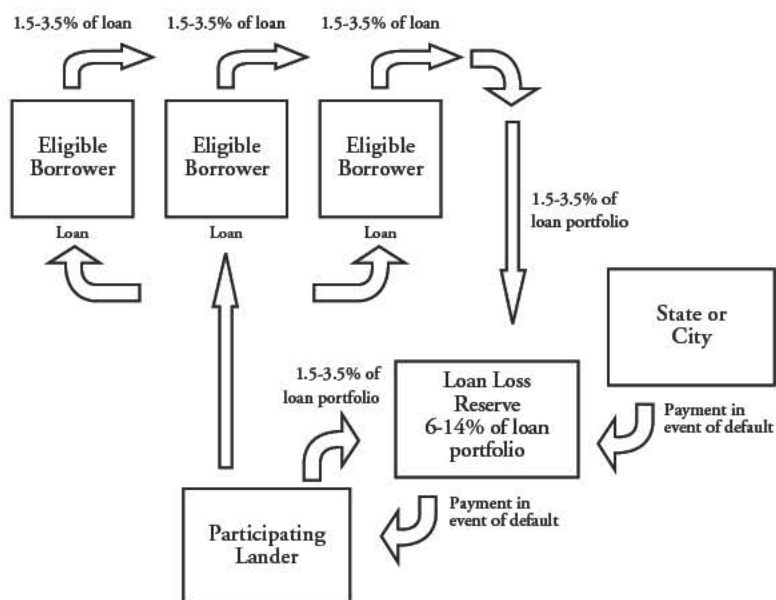 1.5-3.5% of loan
1.5-3.5% of loan
1.5-3.5% of loan
Eligible
Borrower
Eligible
Borrower
Eligible
Borrower
Loan
Loan
Loan
1.5-3.5% of
loan portfolio
State or
City
1.5-3.5% of
loan portfolio
Loan Loss
Reserve
6-14% of loan
portfolio
Payment in
event of default
Payment in
event of default
Participating
Lander